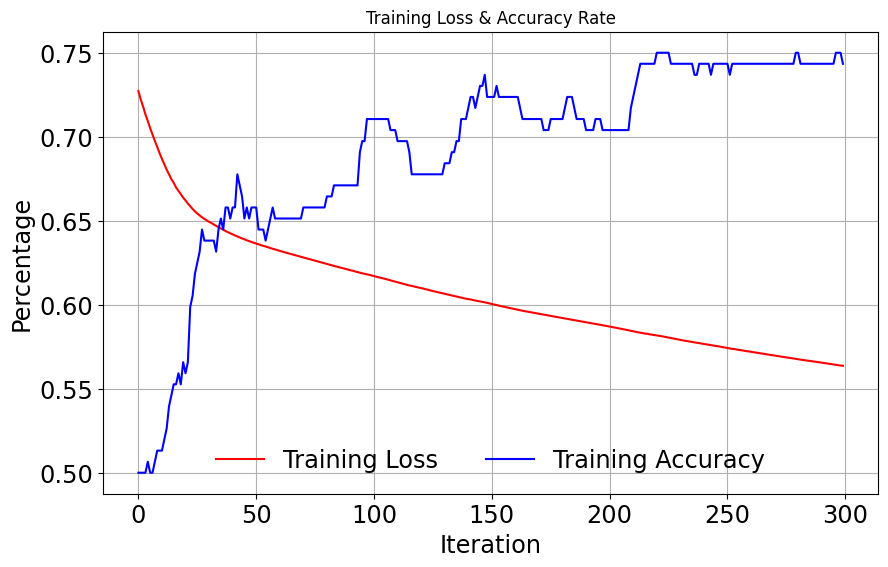 Training Loss & Accuracy Rate
0.75
0.70
0.65
0.60
0.55
0.50
Percentage
Training Loss
Training Accuracy
0 50 100 150 200 250 300
Iteration